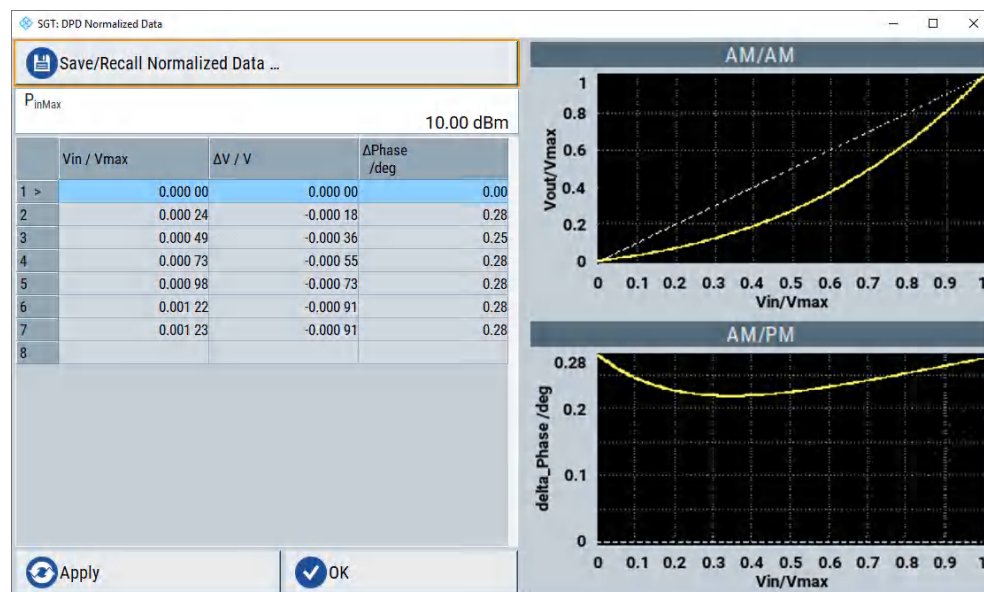 SGT: DPD Normalized Data
Save/Recall Normalized Data ...
PinMax
10.00 dBm
Vin / Vmax ΔV / V ΔPhase /deg
1 > 0.000 00 0.000 00 0.00
2 0.000 24 -0.000 18 0.28
3 0.000 49 -0.000 36 0.25
4 0.000 73 -0.000 55 0.28
5 0.000 98 -0.000 73 0.28
6 0.001 22 -0.000 91 0.28
7 0.001 23 -0.000 91 0.28
8
Apply
OK
AM/AM
Vout/Vmax
1
0.8
0.6
0.4
0.2
0
0 0.1 0.2 0.3 0.4 0.5 0.6 0.7 0.8 0.9 1
Vin/Vmax
AM/PM
delta_Phase /deg
0.28
0.2
0.1
0
0 0.1 0.2 0.3 0.4 0.5 0.6 0.7 0.8 0.9 1
Vin/Vmax